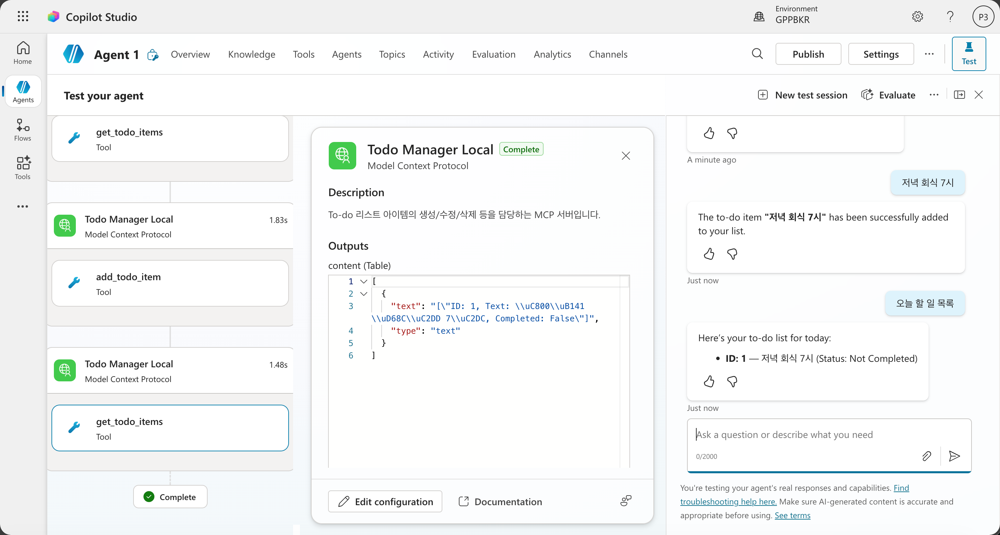 Copilot Studio
Environment
GPPBKR
P3
Home
Agents
Flows
Tools
Agent 1
Overview
Knowledge
Tools
Agents
Topics
Activity
Evaluation
Analytics
Channels
Publish
Settings
Test
Test your agent
New test session
Evaluate
get_todo_items
Tool
Todo Manager Local
1.83s
Model Context Protocol
add_todo_item
Tool
Todo Manager Local
1.48s
Model Context Protocol
get_todo_items
Tool
Complete
Todo Manager Local
Complete
Model Context Protocol
Description
To-do 리스트 아이템의 생성/수정/삭제 등을 담당하는 MCP 서버입니다.
Outputs
content (Table)
1 [
2 {
3 "text": "[\"ID: 1, Text: \\uC800\\uB141
\\uD68C\\uC2DD 7\\uC2DC, Completed: False\"]",
4 "type": "text"
5 }
6 ]
Edit configuration
Documentation
A minute ago
저녁 회식 7시
The to-do item "저녁 회식 7시" has been successfully added
to your list.
Just now
오늘 할 일 목록
Here’s your to-do list for today:
• ID: 1 — 저녁 회식 7시 (Status: Not Completed)
Just now
Ask a question or describe what you need
0/2000
You're testing your agent's real responses and capabilities. Find
troubleshooting help here. Make sure AI-generated content is accurate and
appropriate before using. See terms